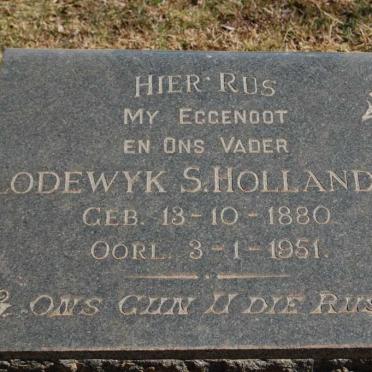 HIER RUS
MY EGGENOOT
EN ONS VADER
LODEWYK S. HOLLAND
GEB. 13-10-1880
OORL. 3-1-1951.
ONS GUN U DIE RUS